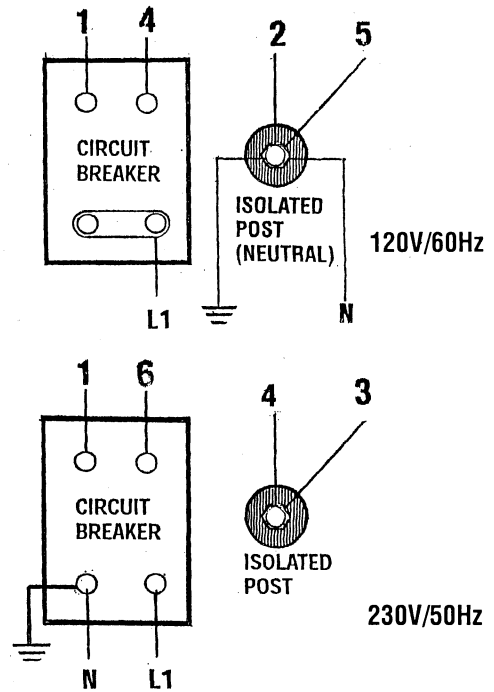 1 4
2 5
CIRCUIT
BREAKER
ISOLATED
POST
(NEUTRAL)
120V/60Hz
L1
N
1 6
4 3
CIRCUIT
BREAKER
ISOLATED
POST
230V/50Hz
N L1